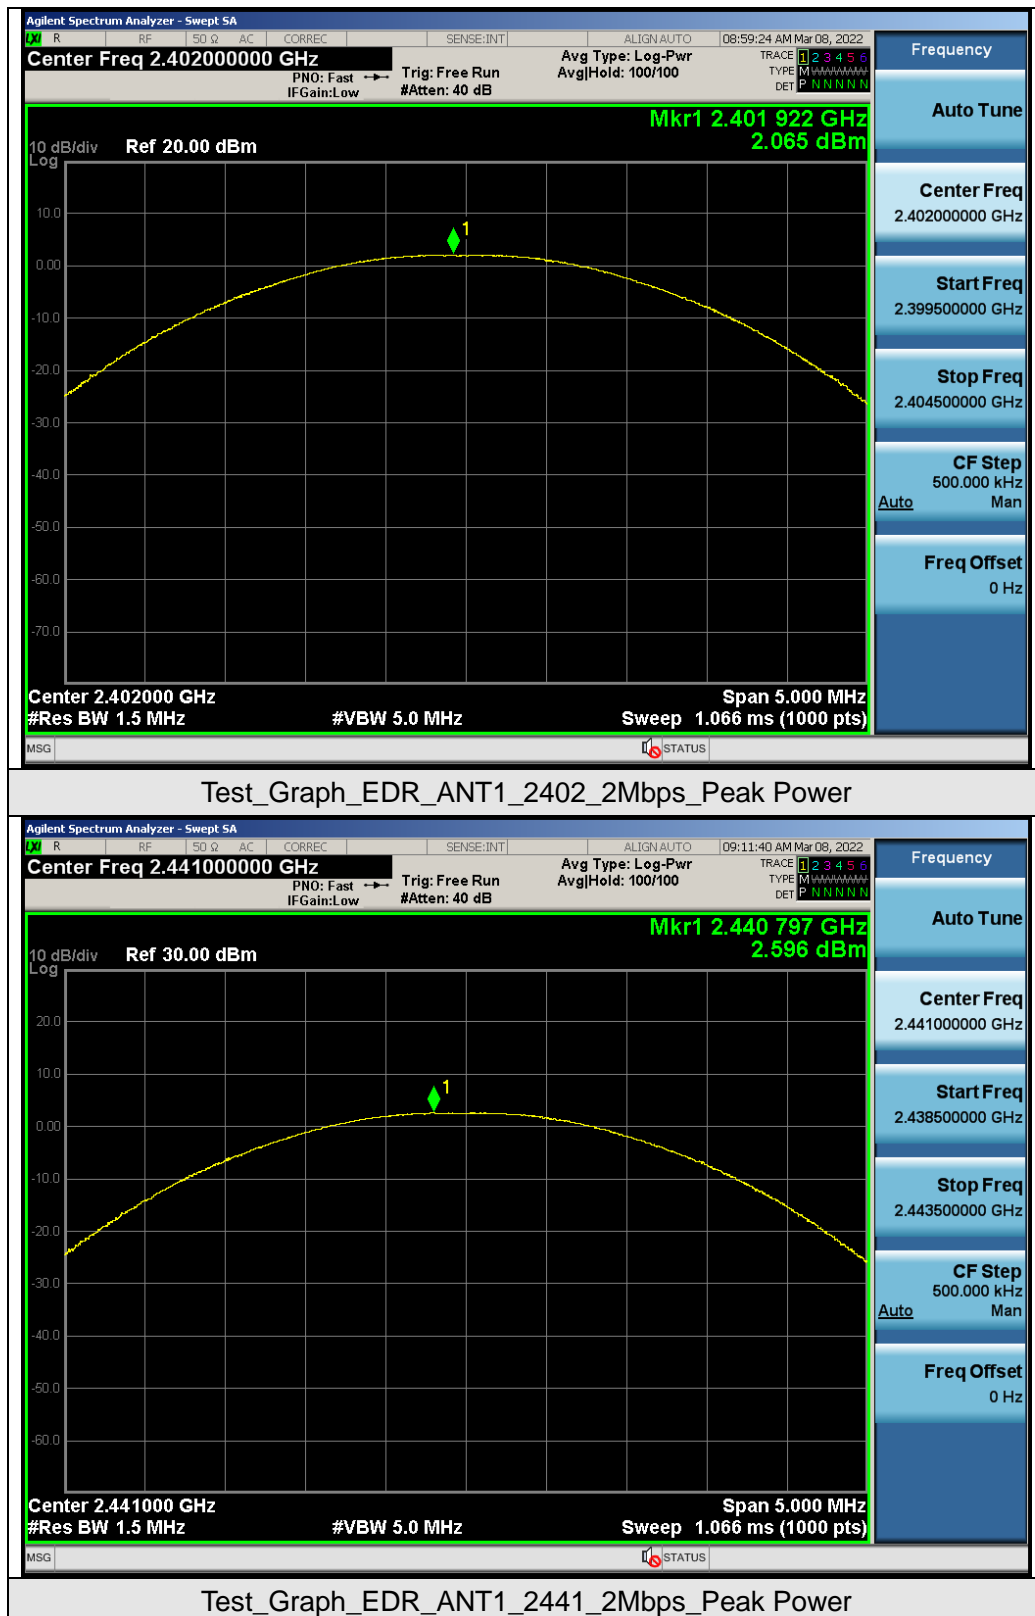 Agilent Spectrum Analyzer - Swept SA
LXI R RF 50 Ω AC CORREC SENSE:INT ALIGN AUTO 08:59:24 AM Mar 08, 2022
Center Freq 2.402000000 GHz
PNO: Fast
IFGain:Low
Trig: Free Run
#Atten: 40 dB
Avg Type: Log-Pwr
Avg|Hold: 100/100
TRACE 1 2 3 4 5 6
TYPE M WWWWW
DET P N N N N N
Frequency
Auto Tune
Center Freq
2.402000000 GHz
Start Freq
2.399500000 GHz
Stop Freq
2.404500000 GHz
CF Step
500.000 kHz
Auto Man
Freq Offset
0 Hz
Mkr1 2.401 922 GHz
2.065 dBm
10 dB/div Ref 20.00 dBm
Log
10.0
0.00
-10.0
-20.0
-30.0
-40.0
-50.0
-60.0
-70.0
1
Center 2.402000 GHz Span 5.000 MHz
#Res BW 1.5 MHz #VBW 5.0 MHz Sweep 1.066 ms (1000 pts)
MSG STATUS
Test_Graph_EDR_ANT1_2402_2Mbps_Peak Power
Agilent Spectrum Analyzer - Swept SA
LXI R RF 50 Ω AC CORREC SENSE:INT ALIGN AUTO 09:11:40 AM Mar 08, 2022
Center Freq 2.441000000 GHz
PNO: Fast
IFGain:Low
Trig: Free Run
#Atten: 40 dB
Avg Type: Log-Pwr
Avg|Hold: 100/100
TRACE 1 2 3 4 5 6
TYPE M WWWWW
DET P N N N N N
Frequency
Auto Tune
Center Freq
2.441000000 GHz
Start Freq
2.438500000 GHz
Stop Freq
2.443500000 GHz
CF Step
500.000 kHz
Auto Man
Freq Offset
0 Hz
Mkr1 2.440 797 GHz
2.596 dBm
10 dB/div Ref 30.00 dBm
Log
20.0
10.0
0.00
-10.0
-20.0
-30.0
-40.0
-50.0
-60.0
1
Center 2.441000 GHz Span 5.000 MHz
#Res BW 1.5 MHz #VBW 5.0 MHz Sweep 1.066 ms (1000 pts)
MSG STATUS
Test_Graph_EDR_ANT1_2441_2Mbps_Peak Power